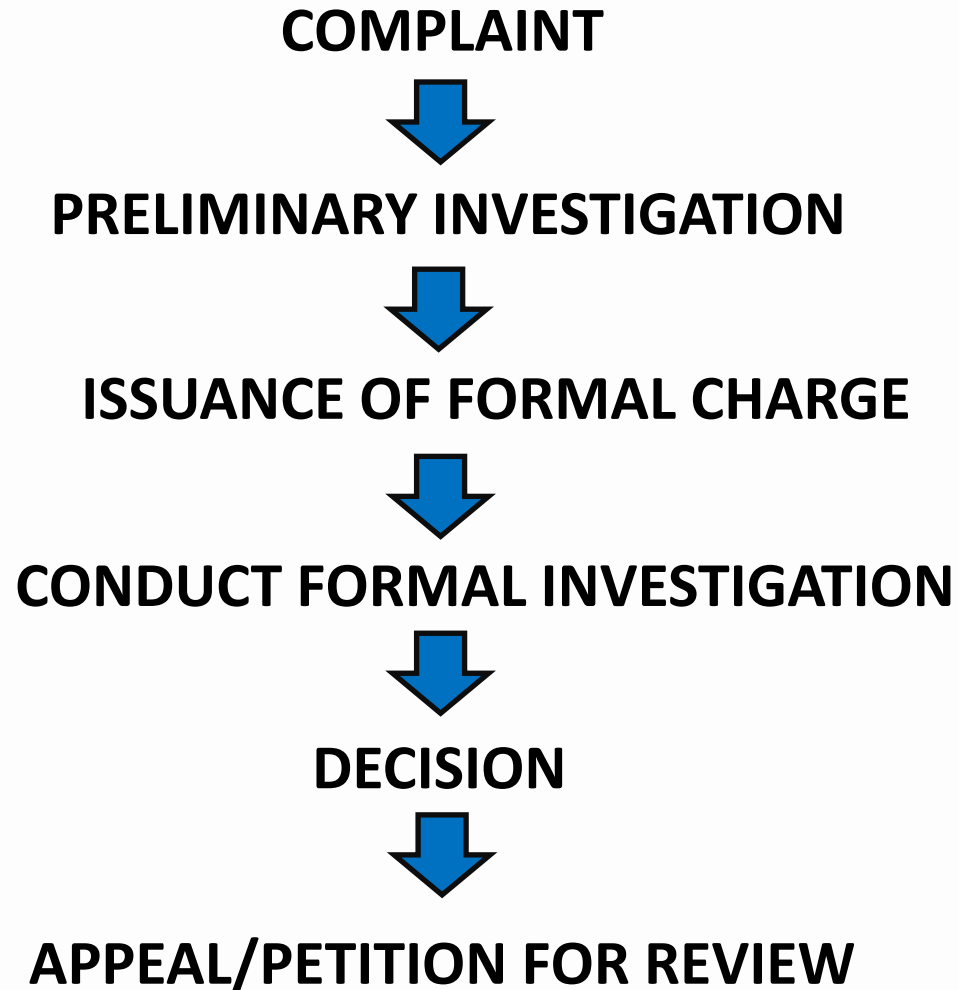 COMPLAINT
PRELIMINARY INVESTIGATION
ISSUANCE OF FORMAL CHARGE
CONDUCT FORMAL INVESTIGATION
DECISION
APPEAL/PETITION FOR REVIEW